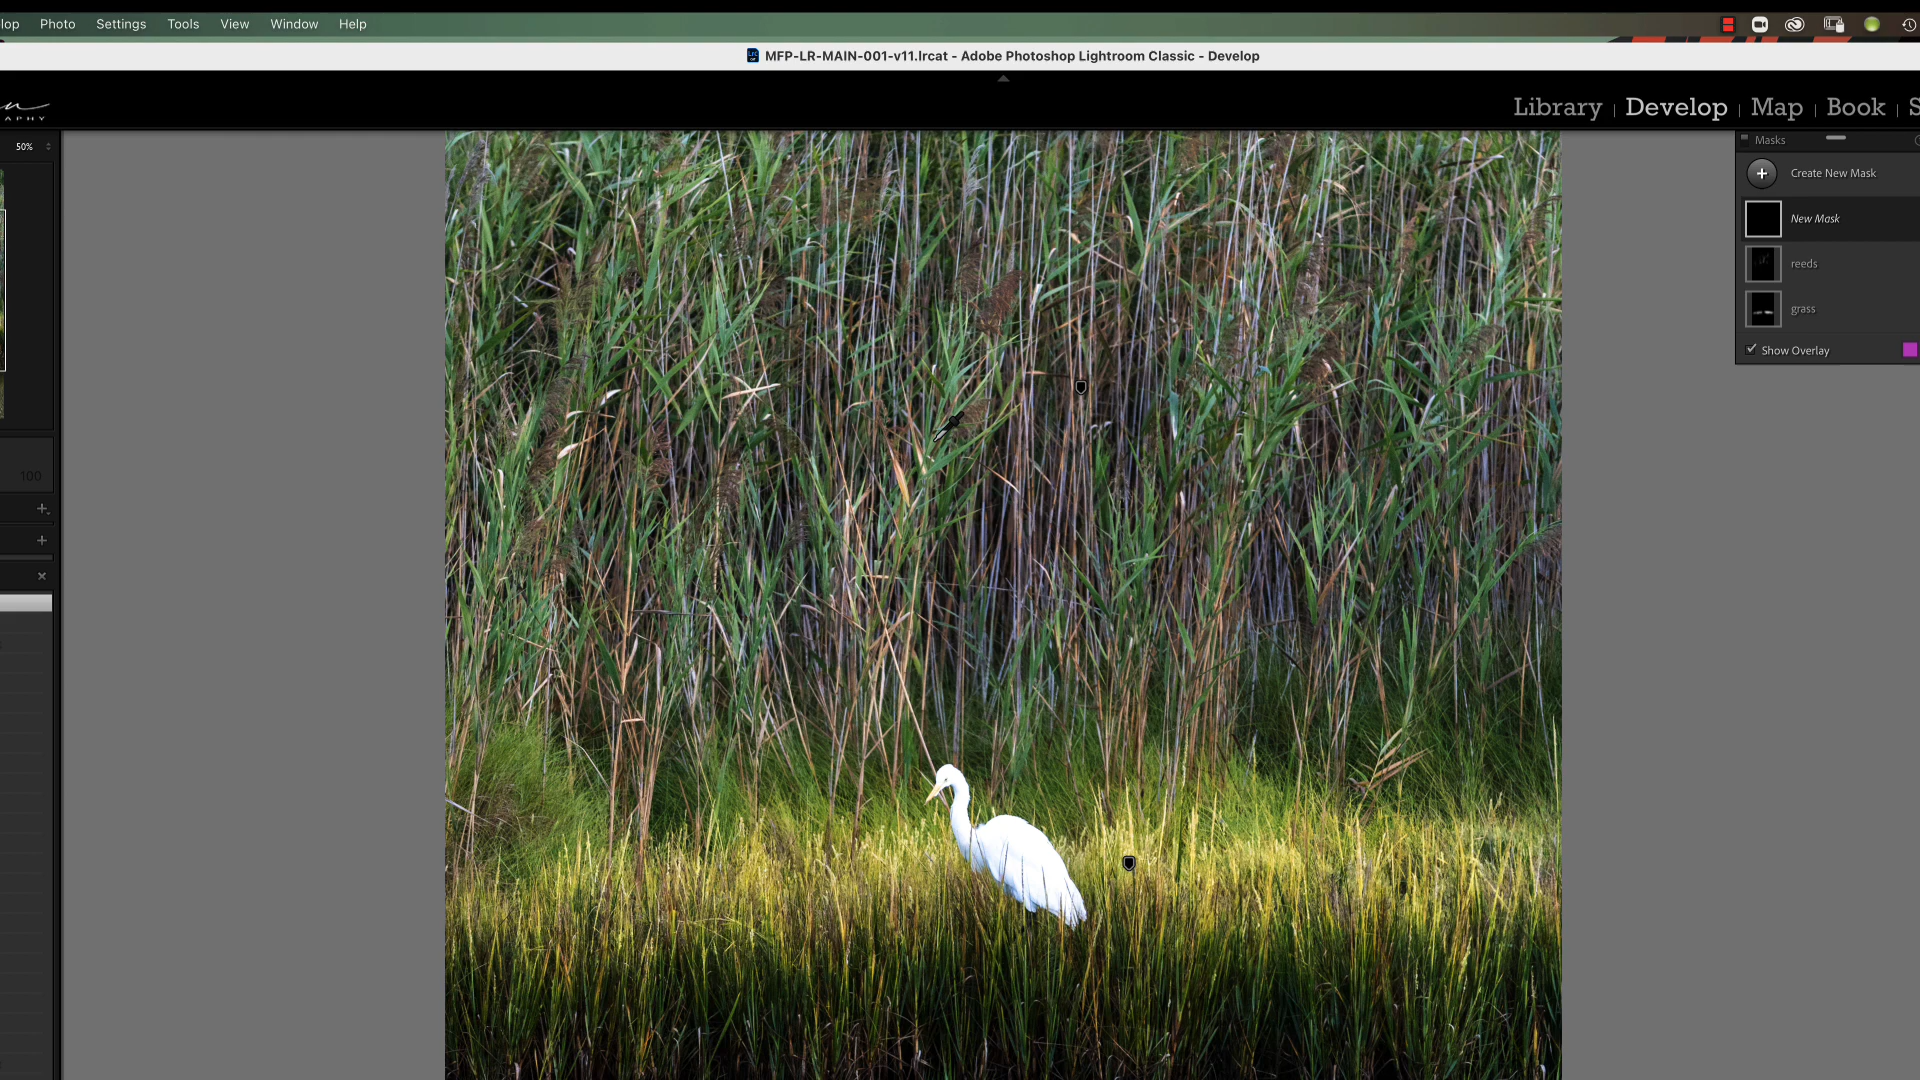 lop Photo Settings Tools View Window Help
MFP-LR-MAIN-001-v11.lrcat - Adobe Photoshop Lightroom Classic - Develop
APHY
Library | Develop | Map | Book | S
50%
Masks
Create New Mask
New Mask
reeds
grass
Show Overlay
100